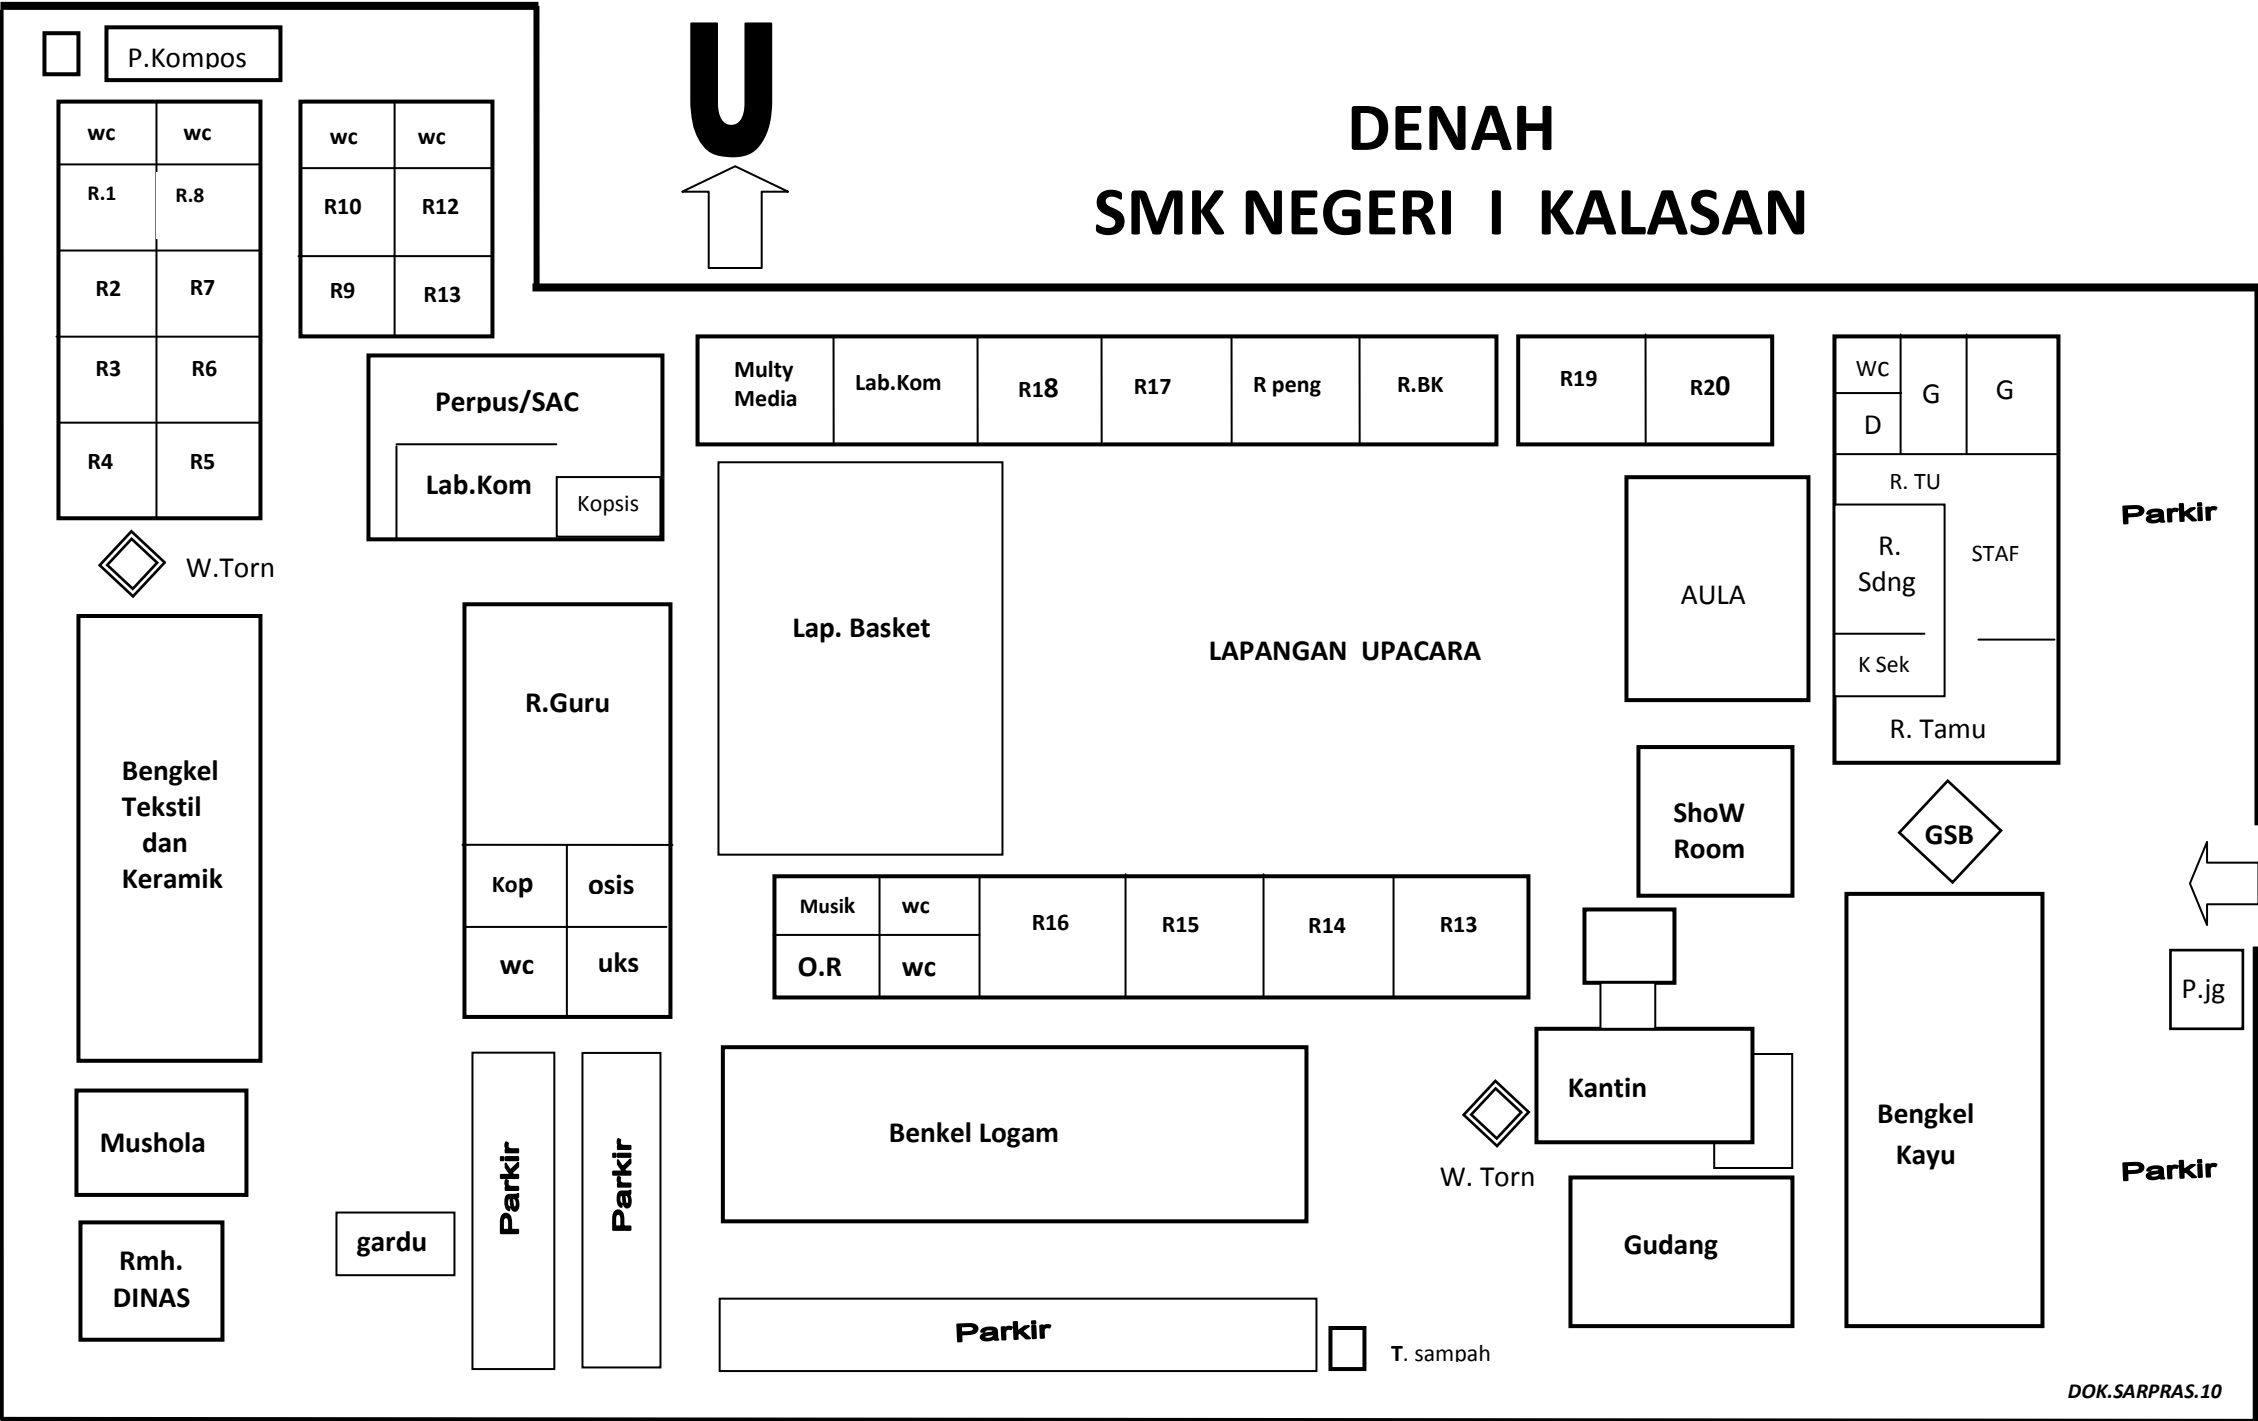 U
DENAH
SMK NEGERI I KALASAN
P.Kompos
wc wc
R.1 R.8
R2 R7
R3 R6
R4 R5
wc wc
R10 R12
R9 R13
Perpus/SAC
Lab.Kom
Kopsis
Multy
Media
Lab.Kom
R18
R17
R peng
R.BK
R19
R20
WC
D
G
G
R. TU
R.
Sdng
STAF
K Sek
R. Tamu
Parkir
W.Torn
Bengkel
Tekstil
dan
Keramik
R.Guru
Kop osis
wc uks
Lap. Basket
LAPANGAN UPACARA
AULA
ShoW
Room
GSB
Musik wc
O.R wc
R16
R15
R14
R13
P.jg
Mushola
Rmh.
DINAS
gardu
Parkir
Parkir
Benkel Logam
Kantin
W. Torn
Gudang
Bengkel
Kayu
Parkir
Parkir
T. sampah
DOK.SARPRAS.10